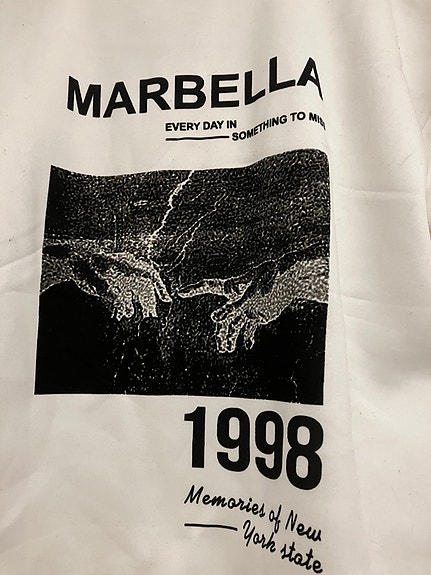 MARBELLA
EVERY DAY IN
SOMETHING TO
1998
Memories of New
York state